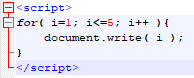 <script>
for( i=1; i<=5; i++ ){
    document.write( i );
}
</script>